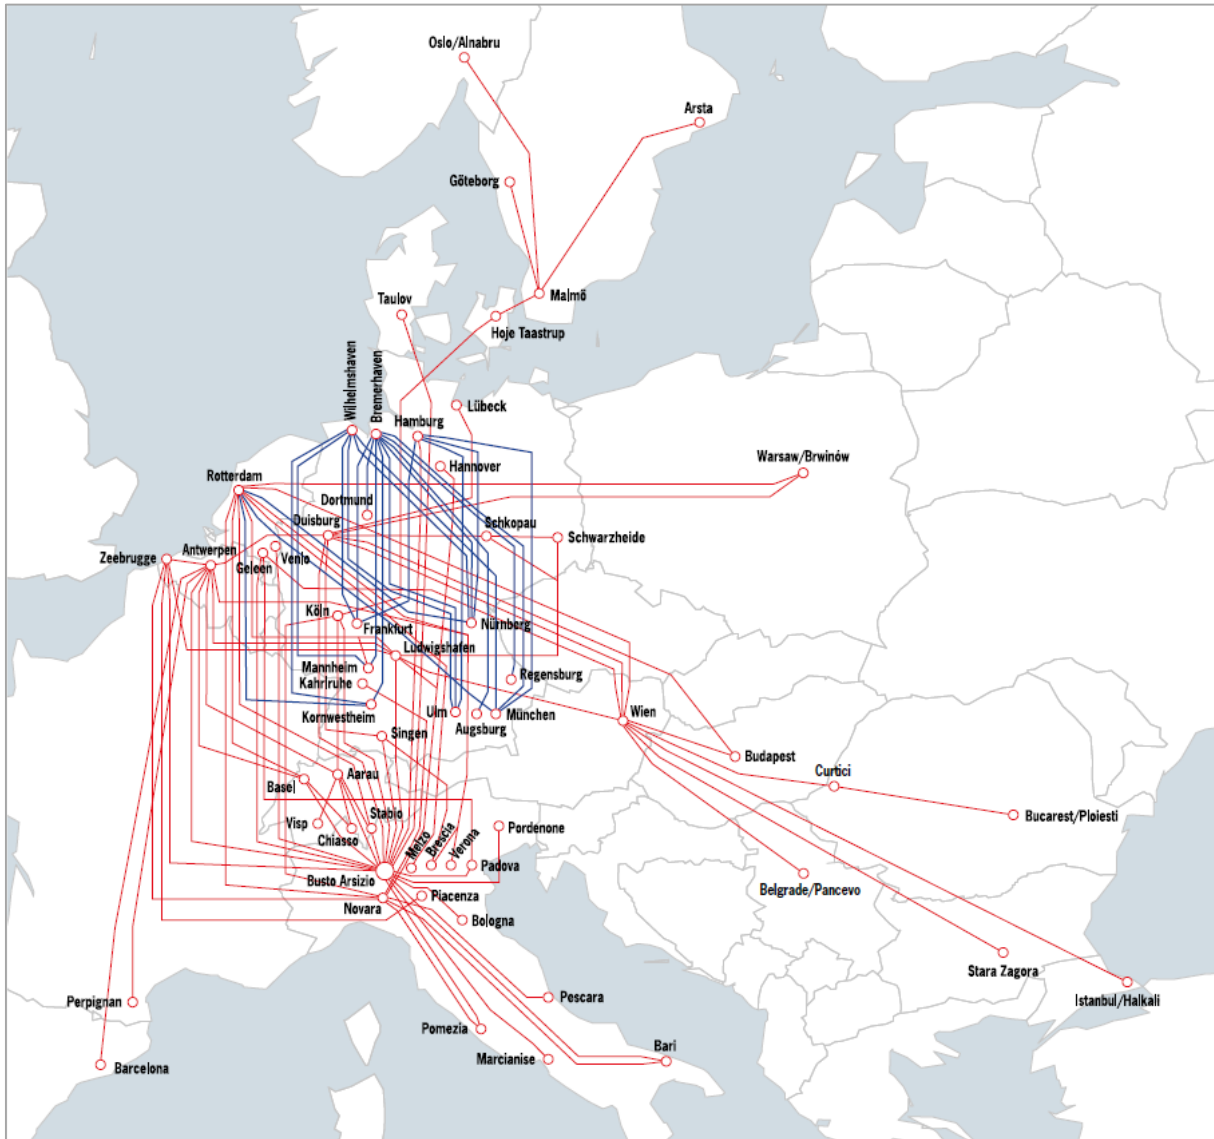 Oslo/Alnabru
Arsta
Göteborg
Malmö
Taulov
Hoje Taastrup
Wilhelmshaven
Bremerhaven
Lübeck
Hamburg
Warsaw/Brwinów
Hannover
Rotterdam
Dortmund
Duisburg
Schkopau
Schwarzheide
Antwerpen
Zeebrugge
Venlo
Geleen
Köln
Frankfurt
Nürnberg
Ludwigshafen
Mannheim
Regensburg
Kahrlruhe
Kornwestheim
Ulm
Augsburg
München
Wien
Singen
Budapest
Curtici
Aarau
Basel
Bucarest/Ploiesti
Stabio
Visp
Chiasso
Melzo
Brescia
Verona
Pordenone
Padova
Busto Arsizio
Belgrade/Pancevo
Piacenza
Novara
Bologna
Stara Zagora
Istanbul/Halkali
Pescara
Perpignan
Pomezia
Bari
Marcianise
Barcelona